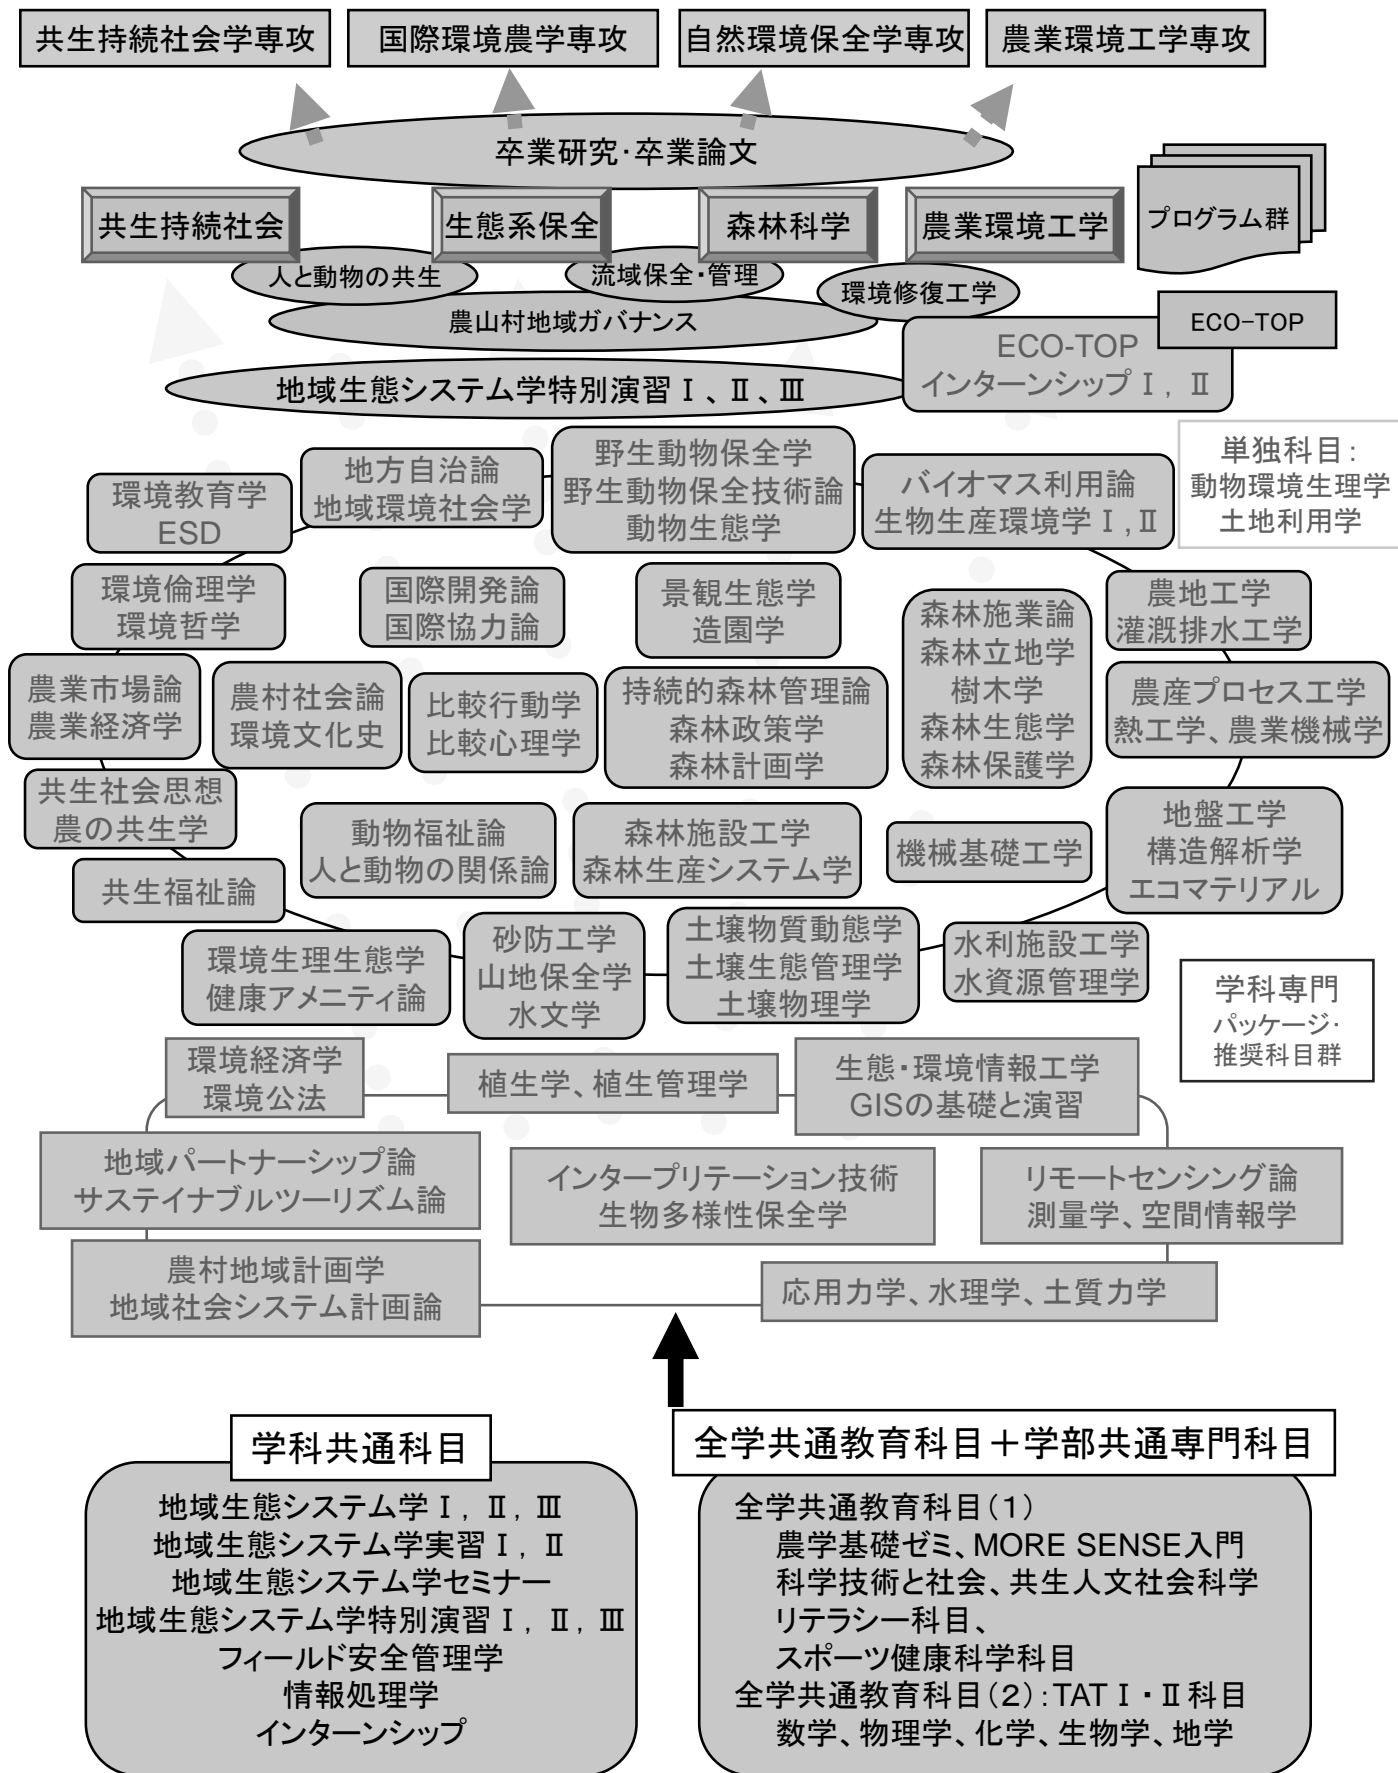 共生持続社会学専攻
国際環境農学専攻
自然環境保全学専攻
農業環境工学専攻
卒業研究・卒業論文
共生持続社会
生態系保全
森林科学
農業環境工学
プログラム群
人と動物の共生
流域保全・管理
環境修復工学
農山村地域ガバナンス
ECO-TOP
ECO-TOP
インターンシップⅠ, Ⅱ
地域生態システム学特別演習Ⅰ、Ⅱ、Ⅲ
単独科目:
動物環境生理学
土地利用学
環境教育学
ESD
地方自治論
地域環境社会学
野生動物保全学
野生動物保全技術論
動物生態学
バイオマス利用論
生物生産環境学Ⅰ,Ⅱ
環境倫理学
環境哲学
国際開発論
国際協力論
景観生態学
造園学
森林施業論
森林立地学
樹木学
森林生態学
森林保護学
農地工学
灌漑排水工学
農業市場論
農業経済学
農村社会論
環境文化史
比較行動学
比較心理学
持続的森林管理論
森林政策学
森林計画学
農産プロセス工学
熱工学、農業機械学
共生社会思想
農の共生学
動物福祉論
人と動物の関係論
森林施設工学
森林生産システム学
機械基礎工学
地盤工学
構造解析学
エコマテリアル
共生福祉論
環境生理生態学
健康アメニティ論
砂防工学
山地保全学
水文学
土壌物質動態学
土壌生態管理学
土壌物理学
水利施設工学
水資源管理学
学科専門
パッケージ・
推奨科目群
環境経済学
環境公法
植生学、植生管理学
生態・環境情報工学
GISの基礎と演習
地域パートナーシップ論
サステイナブルツーリズム論
インタープリテーション技術
生物多様性保全学
リモートセンシング論
測量学、空間情報学
農村地域計画学
地域社会システム計画論
応用力学、水理学、土質力学
学科共通科目
地域生態システム学Ⅰ, Ⅱ, Ⅲ
地域生態システム学実習Ⅰ, Ⅱ
地域生態システム学セミナー
地域生態システム学特別演習Ⅰ, Ⅱ, Ⅲ
フィールド安全管理学
情報処理学
インターンシップ
全学共通教育科目+学部共通専門科目
全学共通教育科目(1)
農学基礎ゼミ、MORE SENSE入門
科学技術と社会、共生人文社会科学
リテラシー科目、
スポーツ健康科学科目
全学共通教育科目(2):TATⅠ・Ⅱ科目
数学、物理学、化学、生物学、地学